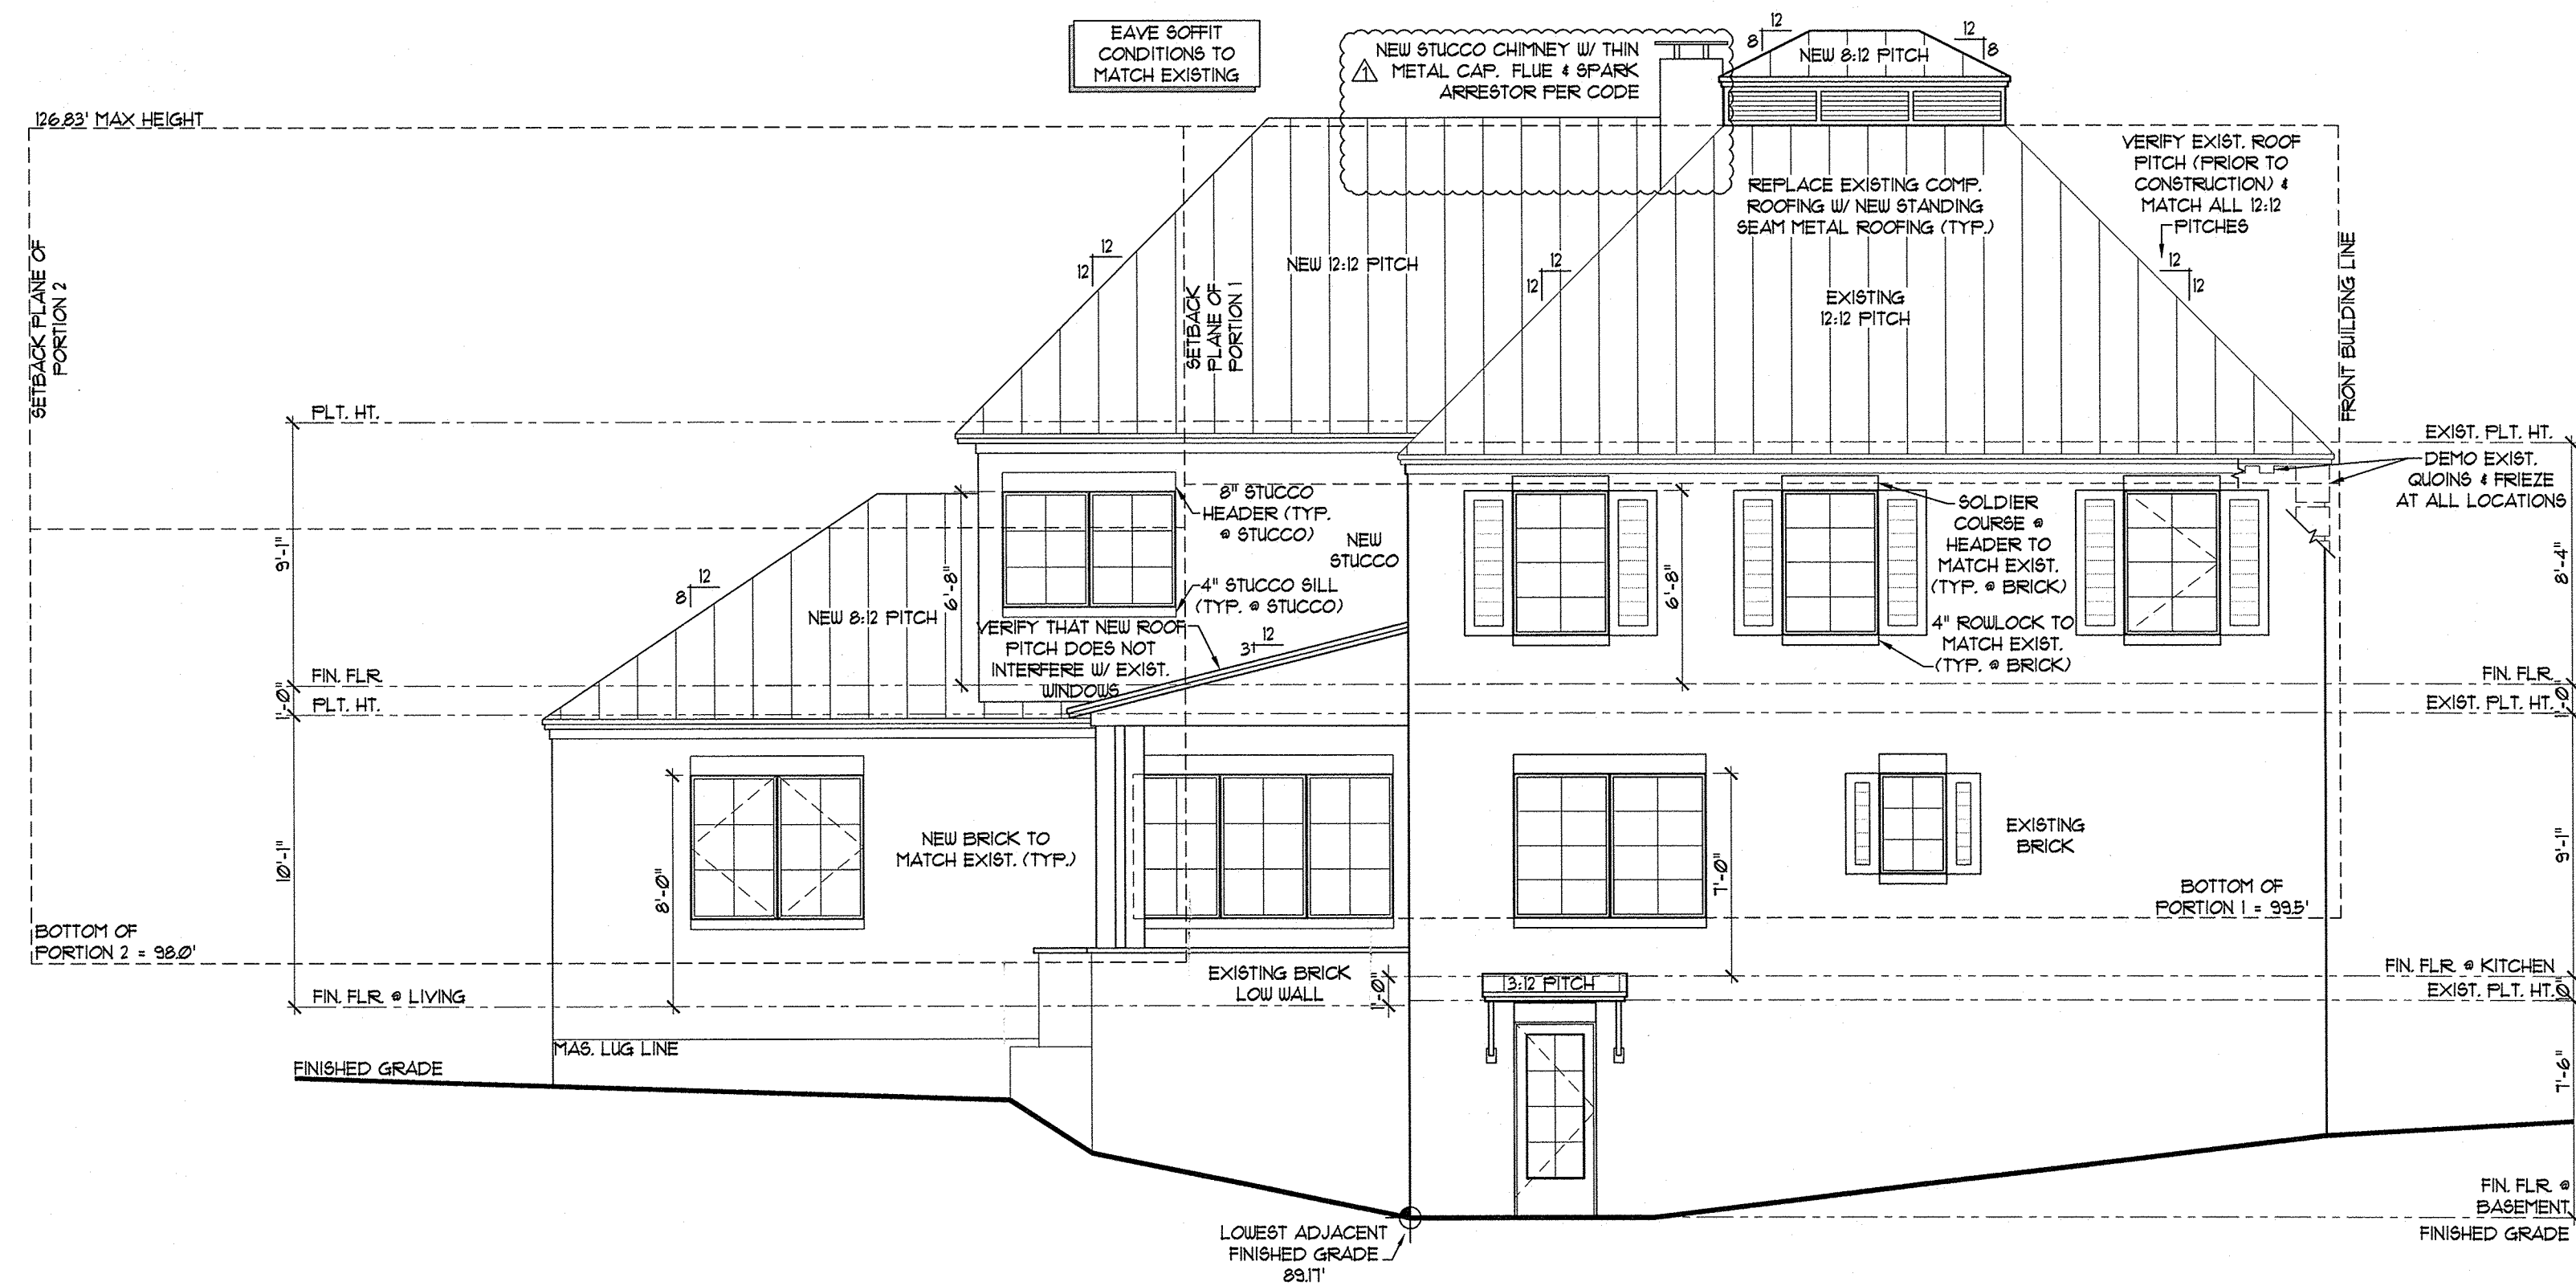 EAVE SOFFIT
CONDITIONS TO
MATCH EXISTING
NEW STUCCO CHIMNEY W/ THIN
METAL CAP. FLUE & SPARK
ARRESTOR PER CODE
1
12
8
12
8
NEW 8:12 PITCH
126.83' MAX HEIGHT
VERIFY EXIST. ROOF
PITCH (PRIOR TO
CONSTRUCTION) &
MATCH ALL 12:12
PITCHES
REPLACE EXISTING COMP.
ROOFING W/ NEW STANDING
SEAM METAL ROOFING (TYP.)
SETBACK PLANE OF
PORTION 2
12
12
NEW 12:12 PITCH
SETBACK
PLANE OF
PORTION 1
12
12
EXISTING
12:12 PITCH
12
12
FRONT BUILDING LINE
PLT. HT.
EXIST. PLT. HT.
DEMO EXIST.
QUOINS & FRIEZE
AT ALL LOCATIONS
8" STUCCO
HEADER (TYP.
@ STUCCO)
NEW
STUCCO
SOLDIER
COURSE @
HEADER TO
MATCH EXIST.
(TYP. @ BRICK)
9'-1"
8'-4"
12
8
NEW 8:12 PITCH
6'-8"
4" STUCCO SILL
(TYP. @ STUCCO)
6'-8"
4" ROWLOCK TO
MATCH EXIST.
(TYP. @ BRICK)
VERIFY THAT NEW ROOF
PITCH DOES NOT
INTERFERE W/ EXIST.
WINDOWS
12
3
FIN. FLR.
1'-0"
PLT. HT.
FIN. FLR.
1'-0"
EXIST. PLT. HT.
10'-1"
8'-0"
NEW BRICK TO
MATCH EXIST. (TYP.)
7'-0"
EXISTING
BRICK
9'-1"
BOTTOM OF
PORTION 1 = 99.5'
BOTTOM OF
PORTION 2 = 98.0'
EXISTING BRICK
LOW WALL
1'-0"
3:12 PITCH
FIN. FLR. @ KITCHEN
EXIST. PLT. HT.
FIN. FLR. @ LIVING
MAS. LUG LINE
FINISHED GRADE
7'-6"
FIN. FLR. @
BASEMENT
FINISHED GRADE
LOWEST ADJACENT
FINISHED GRADE
89.17'